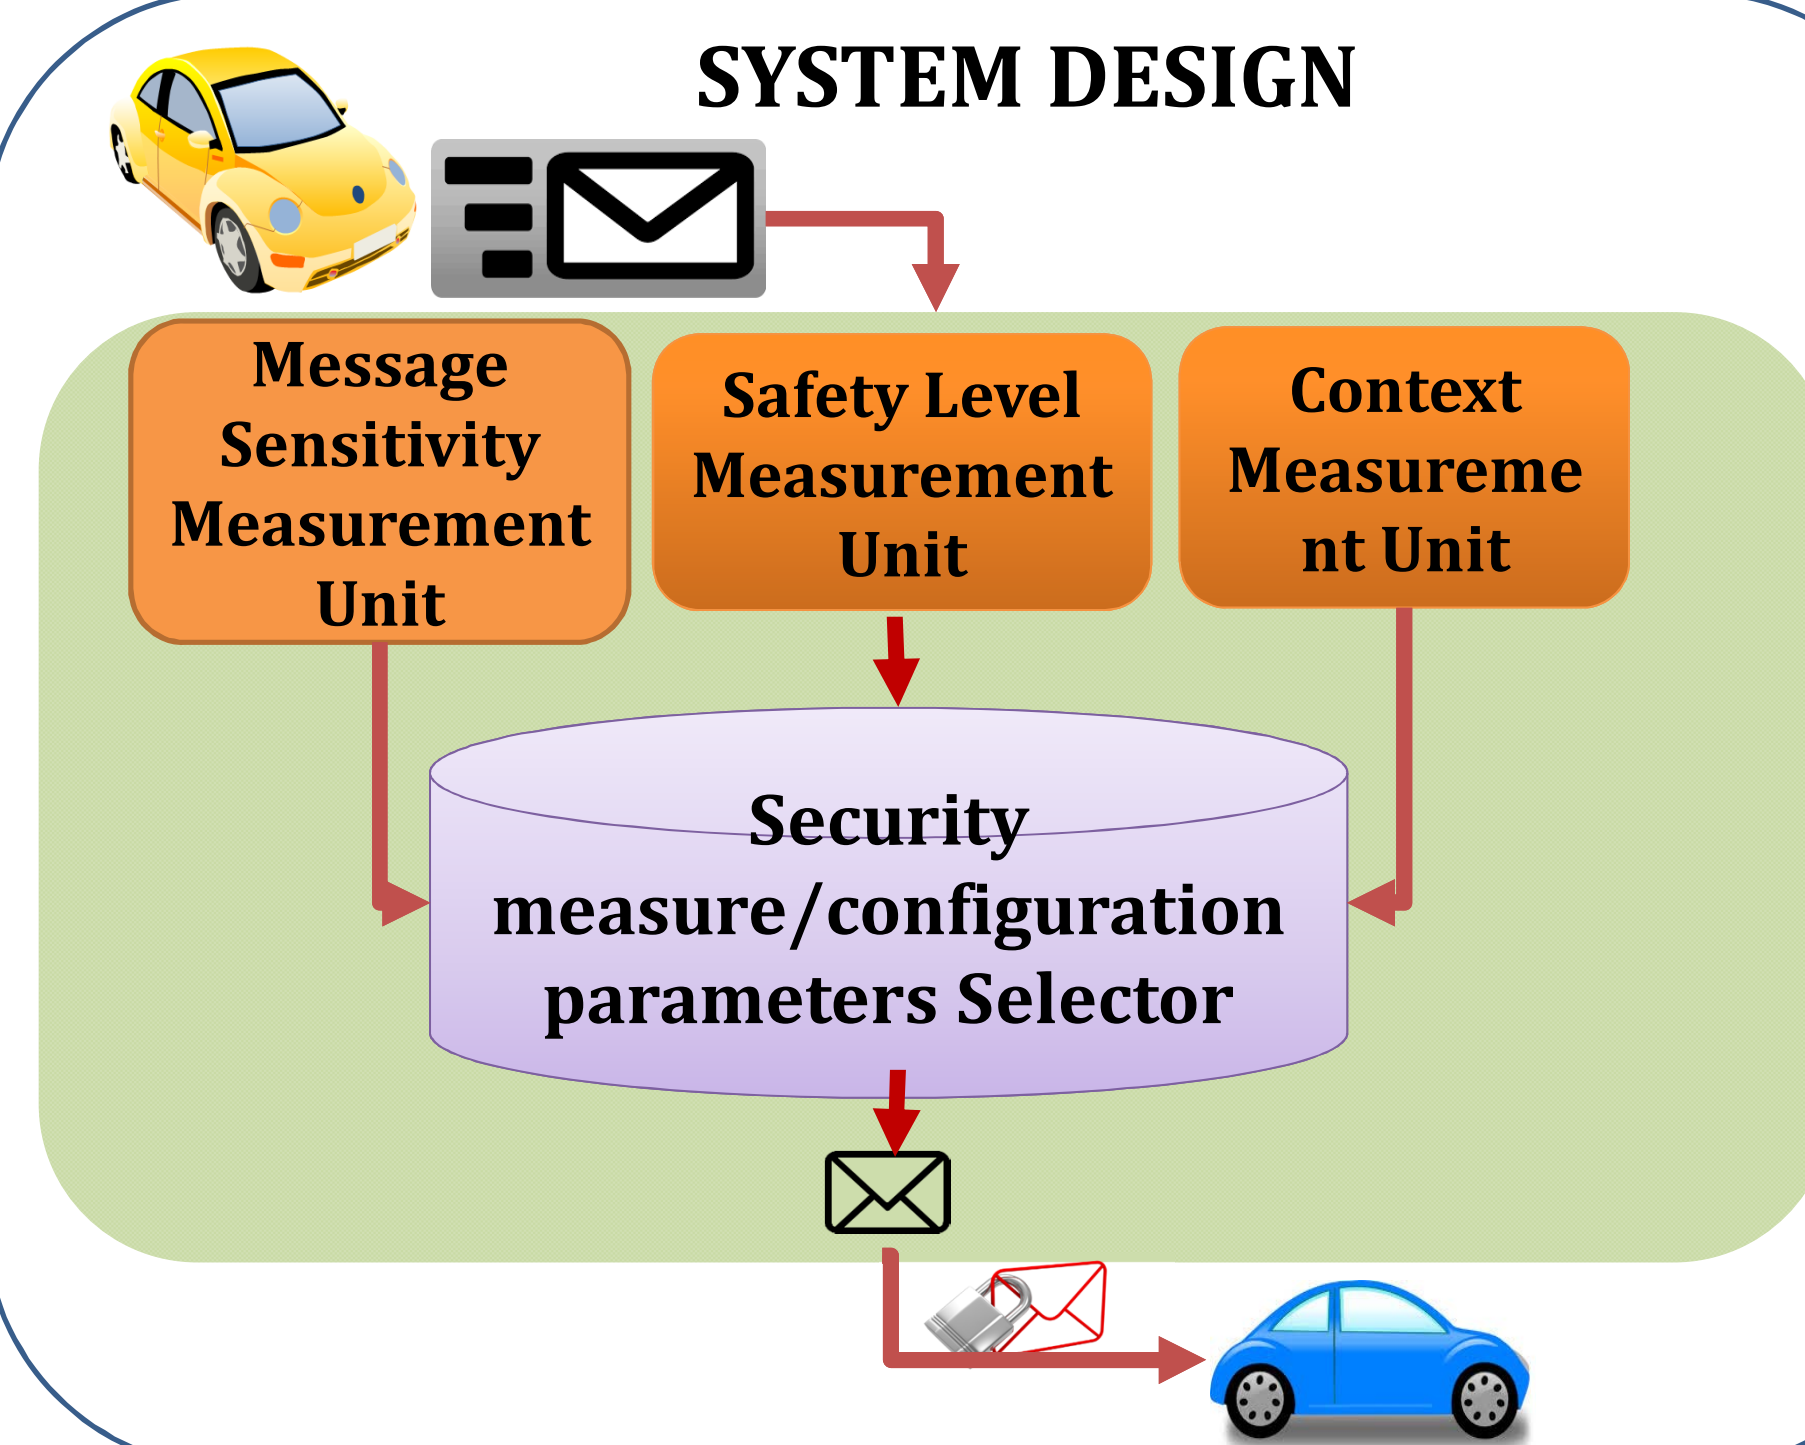 SYSTEM DESIGN
Message
Sensitivity
Measurement
Unit
Safety Level
Measurement
Unit
Context
Measureme
nt Unit
Security
measure/configuration
parameters Selector